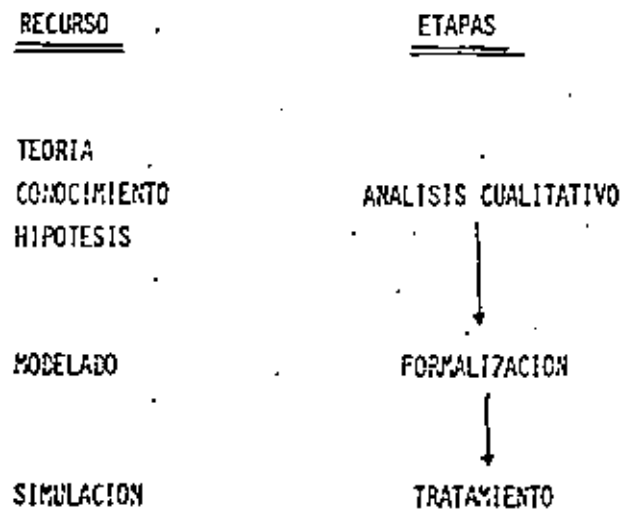 RECURSO ETAPAS
TEORIA
CONOCIMIENTO ANALISIS CUALITATIVO
HIPOTESIS
MODELADO FORMALIZACION
SIMULACION TRATAMIENTO